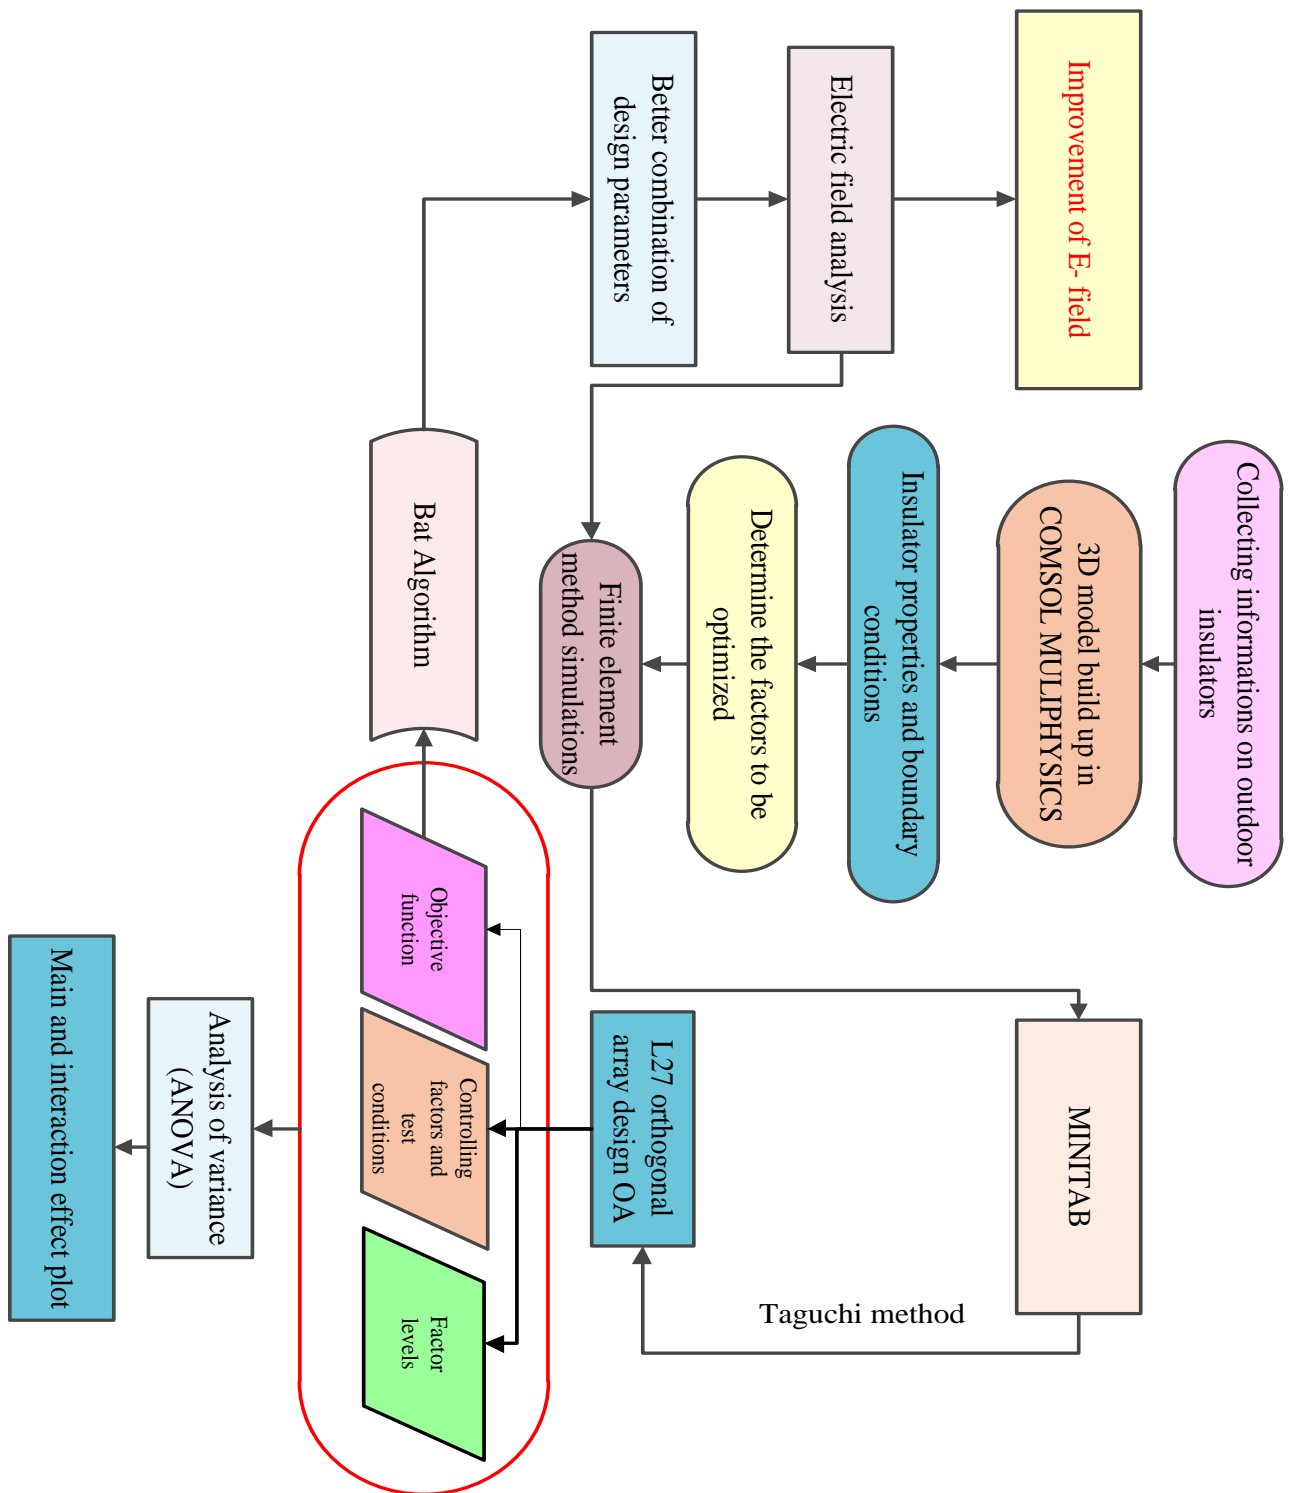 Collecting informations on outdoor
insulators
3D model build up in
COMSOL MULIPHYSICS
Insulator properties and boundary
conditions
Determine the factors to be
optimized
Finite element
method simulations
Improvement of E- field
Electric field analysis
Better combination of
design parameters
Bat Algorithm
MINITAB
Taguchi method
L27 orthogonal
array design OA
Objective
function
Controlling
factors and
test
conditions
Factor
levels
Analysis of variance
(ANOVA)
Main and interaction effect plot